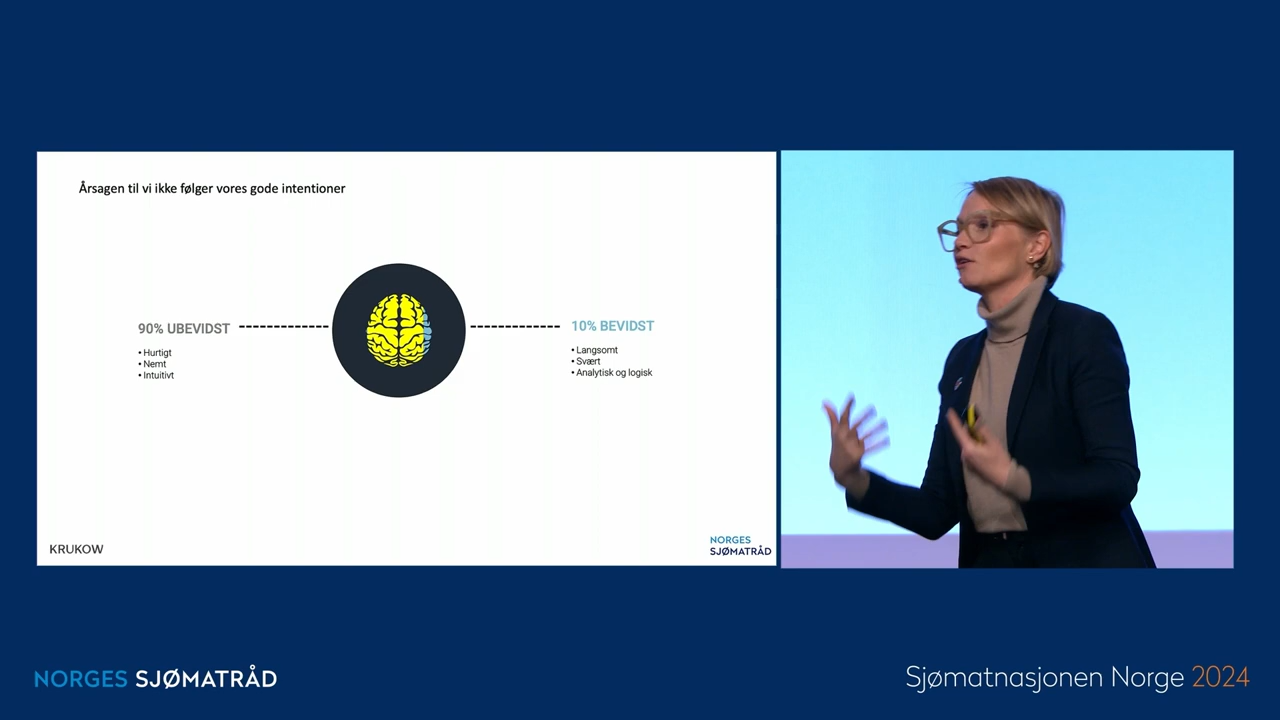 Årsagen til vi ikke følger vores gode intentioner
90% UBEVIDST
• Hurtigt
• Nemt
• Intuitivt
10% BEVIDST
• Langsomt
• Svært
• Analytisk og logisk
KRUKOW
NORGES
SJØMATRÅD
NORGES SJØMATRÅD
Sjømatnasjonen Norge 2024